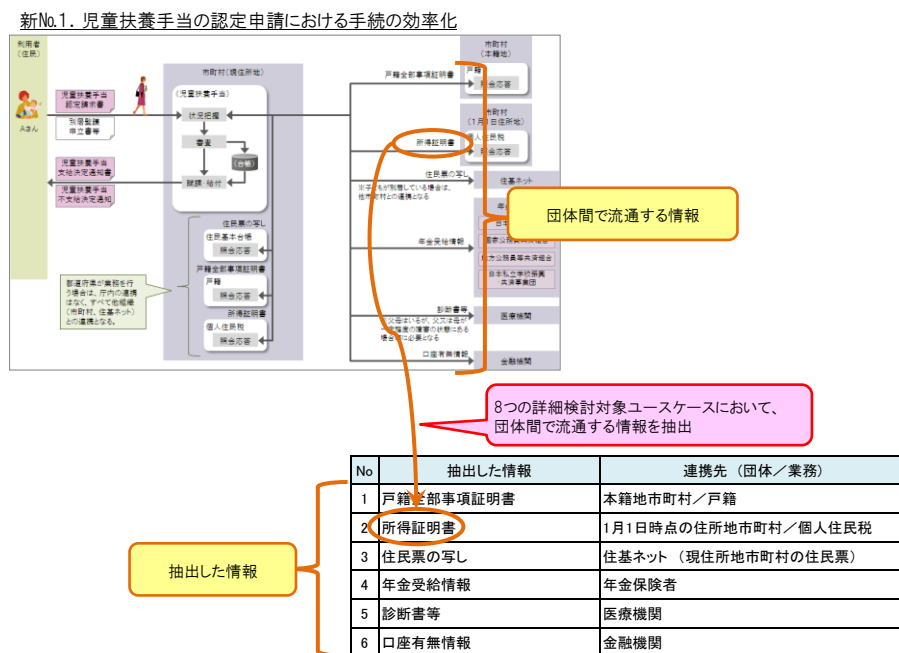 新No.1. 児童扶養手当の認定申請における手続の効率化
利用者
(住民)
Aさん
児童扶養手当
認定請求書
別居監護
申立書等
児童扶養手当
支給決定通知書
児童扶養手当
不支給決定通知
市町村(現住所地)
(児童扶養手当)
状況把握
審査
(台帳)
認識・給付
住民票の写し
住民基本台帳
照会応答
戸籍全部事項証明書
戸籍
照会応答
所得証明書
個人住民税
照会応答
都道府県が業務を行
う場合は、庁内の連携
はなく、すべて他組織
(市町村、住基ネット)
との連携となる。
戸籍全部事項証明書
所得証明書
住民票の写し
※子どもが別居している場合は、
他市町村との連携となる
年金受給情報
診断書等
口座有無情報
市町村
(本籍地)
戸籍
照会応答
市町村
(1月1日住所地)
個人住民税
照会応答
住基ネット
地方公務員等共済組合
日本私立学校振興
・共済事業団
医療機関
金融機関
団体間で流通する情報
8つの詳細検討対象ユースケースにおいて、
団体間で流通する情報を抽出
抽出した情報
No 抽出した情報 連携先 (団体/業務)
1 戸籍全部事項証明書 本籍地市町村/戸籍
2 所得証明書 1月1日時点の住所地市町村/個人住民税
3 住民票の写し 住基ネット (現住所地市町村の住民票)
4 年金受給情報 年金保険者
5 診断書等 医療機関
6 口座有無情報 金融機関